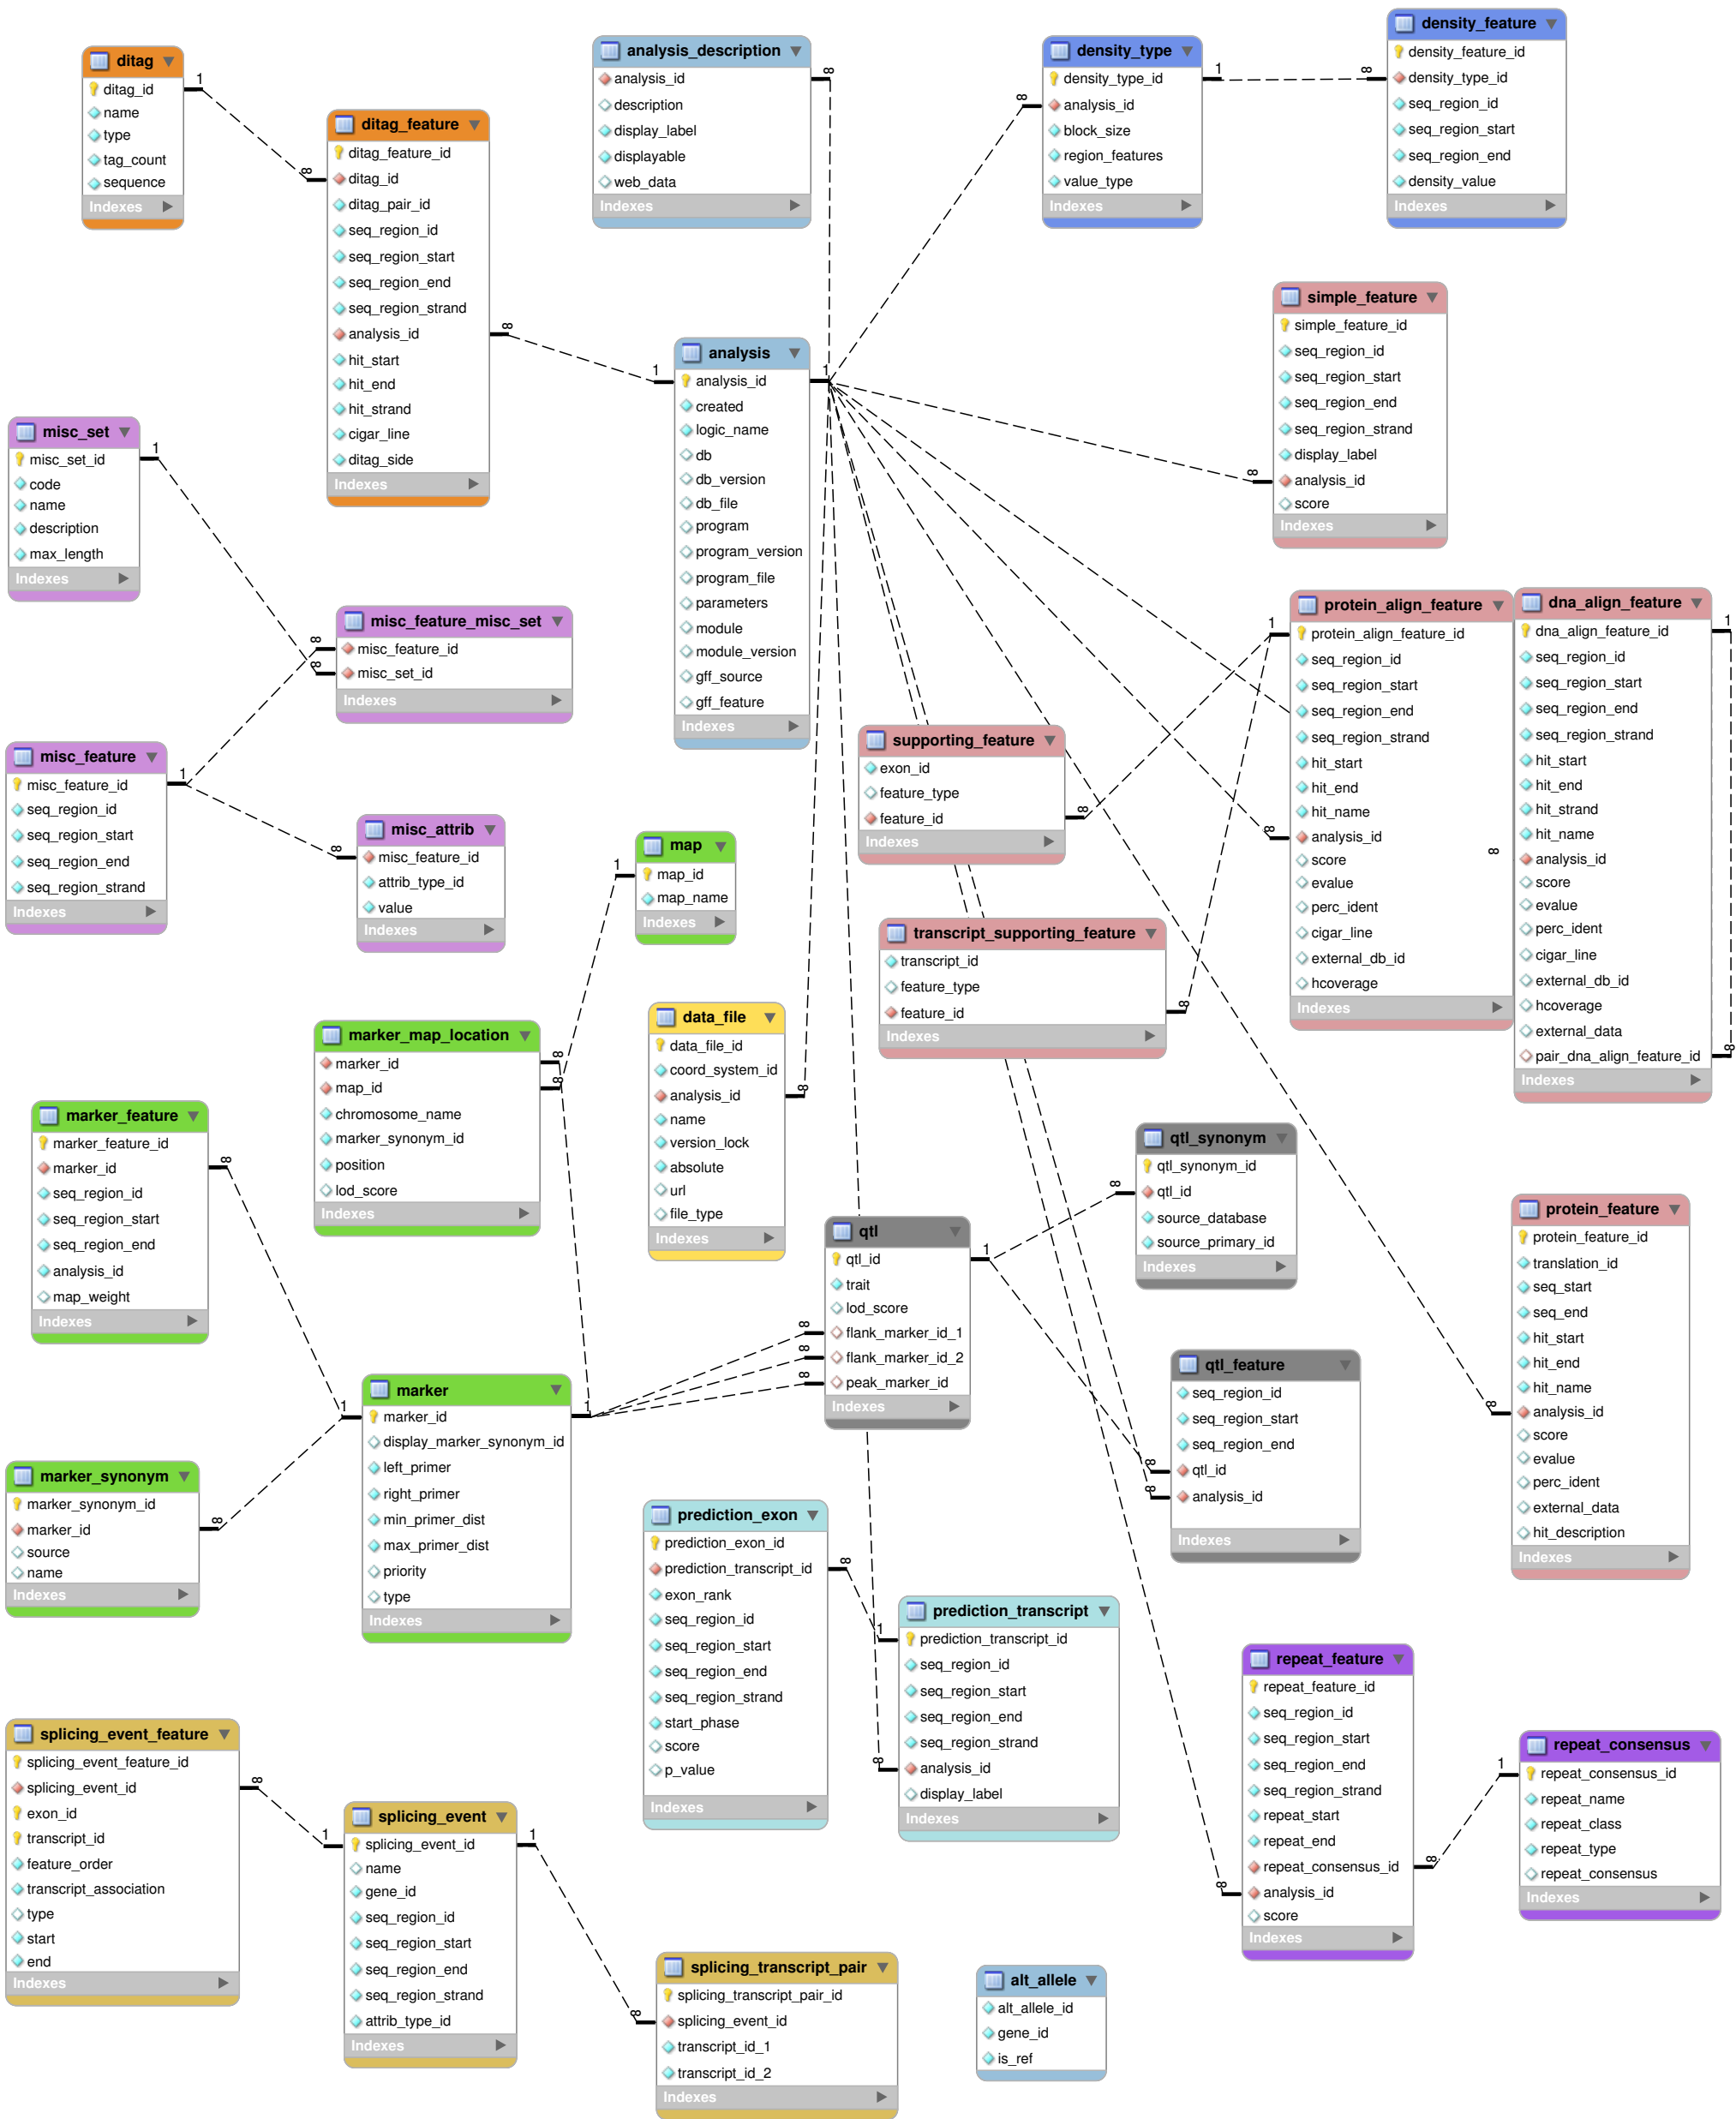 ditag
ditag_id
name
type
tag_count
sequence
Indexes
ditag_feature
ditag_feature_id
ditag_id
ditag_pair_id
seq_region_id
seq_region_start
seq_region_end
seq_region_strand
analysis_id
hit_start
hit_end
hit_strand
cigar_line
ditag_side
Indexes
analysis_description
analysis_id
description
display_label
displayable
web_data
Indexes
density_type
density_type_id
analysis_id
block_size
region_features
value_type
Indexes
density_feature
density_feature_id
density_type_id
seq_region_id
seq_region_start
seq_region_end
density_value
Indexes
simple_feature
simple_feature_id
seq_region_id
seq_region_start
seq_region_end
seq_region_strand
display_label
analysis_id
score
Indexes
analysis
analysis_id
created
logic_name
db
db_version
db_file
program
program_version
program_file
parameters
module
module_version
gff_source
gff_feature
Indexes
misc_set
misc_set_id
code
name
description
max_length
Indexes
misc_feature_misc_set
misc_feature_id
misc_set_id
Indexes
misc_feature
misc_feature_id
seq_region_id
seq_region_start
seq_region_end
seq_region_strand
Indexes
misc_attrib
misc_feature_id
attrib_type_id
value
Indexes
map
map_id
map_name
Indexes
supporting_feature
exon_id
feature_type
feature_id
Indexes
transcript_supporting_feature
transcript_id
feature_type
feature_id
Indexes
protein_align_feature
protein_align_feature_id
seq_region_id
seq_region_start
seq_region_end
seq_region_strand
hit_start
hit_end
hit_name
analysis_id
score
evalue
perc_ident
cigar_line
external_db_id
hcoverage
Indexes
dna_align_feature
dna_align_feature_id
seq_region_id
seq_region_start
seq_region_end
seq_region_strand
hit_start
hit_end
hit_strand
hit_name
analysis_id
score
evalue
perc_ident
cigar_line
external_db_id
hcoverage
external_data
pair_dna_align_feature_id
Indexes
marker_map_location
marker_id
map_id
chromosome_name
marker_synonym_id
position
lod_score
Indexes
data_file
data_file_id
coord_system_id
analysis_id
name
version_lock
absolute
url
file_type
Indexes
marker_feature
marker_feature_id
marker_id
seq_region_id
seq_region_start
seq_region_end
analysis_id
map_weight
Indexes
qtl_synonym
qtl_synonym_id
qtl_id
source_database
source_primary_id
Indexes
qtl
qtl_id
trait
lod_score
flank_marker_id_1
flank_marker_id_2
peak_marker_id
Indexes
protein_feature
protein_feature_id
translation_id
seq_start
seq_end
hit_start
hit_end
hit_name
analysis_id
score
evalue
perc_ident
external_data
hit_description
Indexes
qtl_feature
seq_region_id
seq_region_start
seq_region_end
qtl_id
analysis_id
Indexes
marker
marker_id
display_marker_synonym_id
left_primer
right_primer
min_primer_dist
max_primer_dist
priority
type
Indexes
marker_synonym
marker_synonym_id
marker_id
source
name
Indexes
prediction_exon
prediction_exon_id
prediction_transcript_id
exon_rank
seq_region_id
seq_region_start
seq_region_end
seq_region_strand
start_phase
score
p_value
Indexes
prediction_transcript
prediction_transcript_id
seq_region_id
seq_region_start
seq_region_end
seq_region_strand
analysis_id
display_label
Indexes
repeat_feature
repeat_feature_id
seq_region_id
seq_region_start
seq_region_end
seq_region_strand
repeat_start
repeat_end
repeat_consensus_id
analysis_id
score
Indexes
repeat_consensus
repeat_consensus_id
repeat_name
repeat_class
repeat_type
repeat_consensus
Indexes
splicing_event_feature
splicing_event_feature_id
splicing_event_id
exon_id
transcript_id
feature_order
transcript_association
type
start
end
Indexes
splicing_event
splicing_event_id
name
gene_id
seq_region_id
seq_region_start
seq_region_end
seq_region_strand
attrib_type_id
Indexes
splicing_transcript_pair
splicing_transcript_pair_id
splicing_event_id
transcript_id_1
transcript_id_2
Indexes
alt_allele
alt_allele_id
gene_id
is_ref